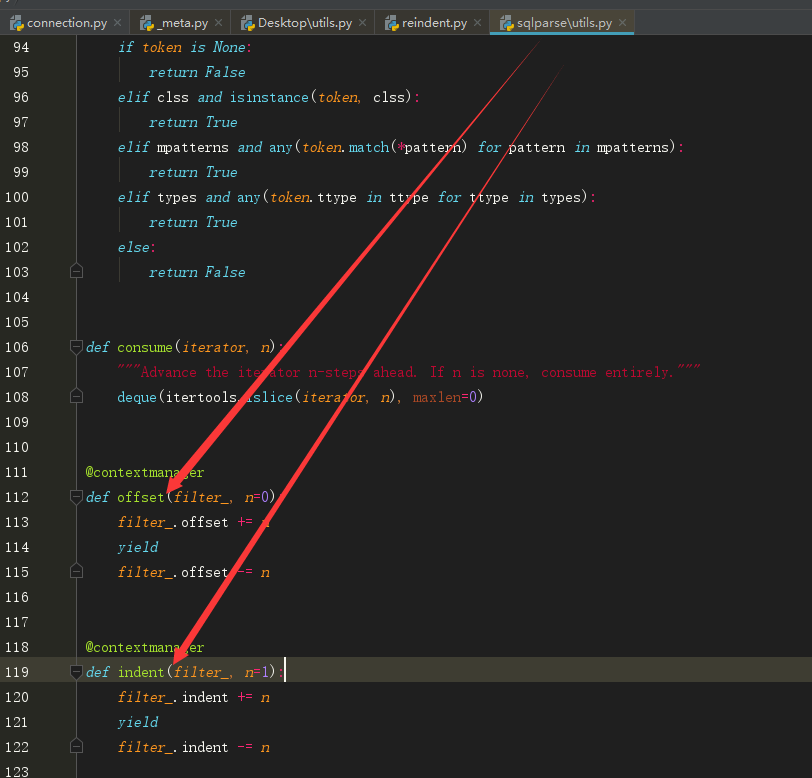 connection.py × _meta.py × Desktop\utils.py × reindent.py × sqlparse\utils.py ×
94 if token is None:
95 return False
96 elif clss and isinstance(token, clss):
97 return True
98 elif mpatterns and any(token.match(*pattern) for pattern in mpatterns):
99 return True
100 elif types and any(token.ttype in ttype for ttype in types):
101 return True
102 else:
103 return False
104
105
106 def consume(iterator, n):
107 """Advance the iterator n-steps ahead. If n is none, consume entirely."""
108 deque(itertools.islice(iterator, n), maxlen=0)
109
110
111 @contextmanager
112 def offset(filter_, n=0)
113 filter_.offset += n
114 yield
115 filter_.offset -= n
116
117
118 @contextmanager
119 def indent(filter_, n=1):
120 filter_.indent += n
121 yield
122 filter_.indent -= n
123